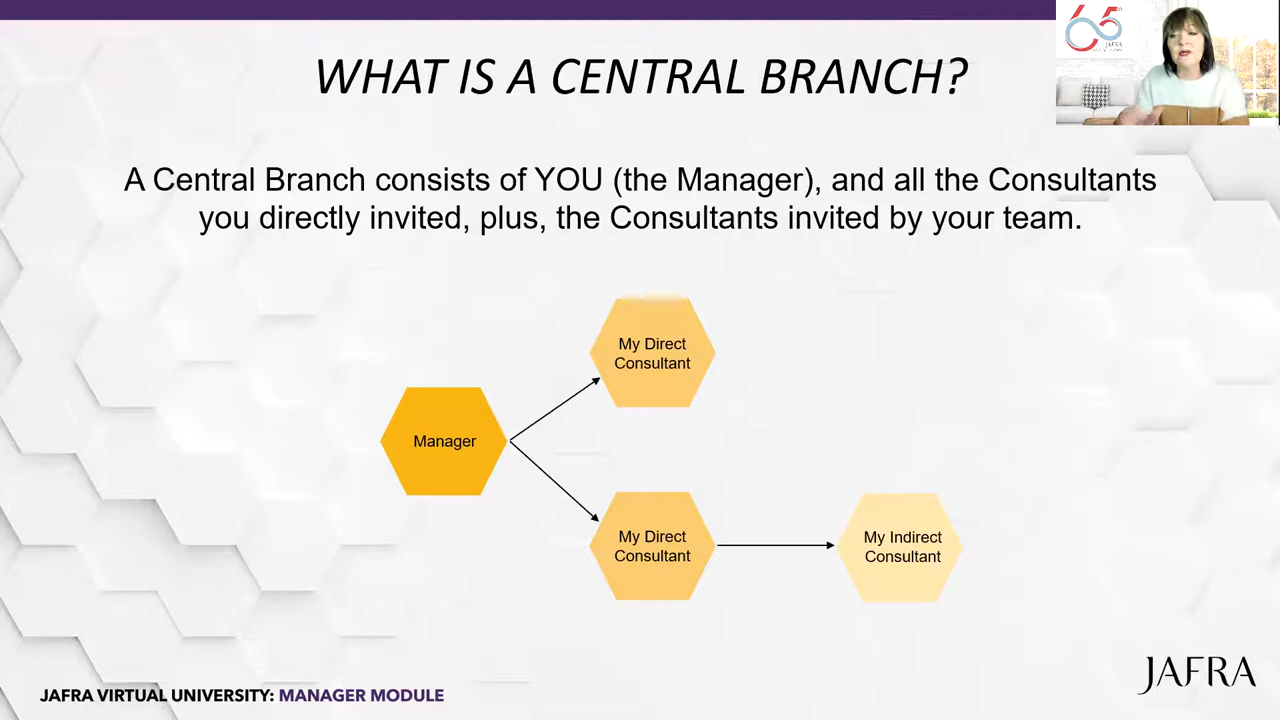 WHAT IS A CENTRAL BRANCH?
65th
JAFRA
A Central Branch consists of YOU (the Manager), and all the Consultants
you directly invited, plus, the Consultants invited by your team.
My Direct
Consultant
Manager
My Direct
Consultant
My Indirect
Consultant
JAFRA VIRTUAL UNIVERSITY: MANAGER MODULE
JAFRA